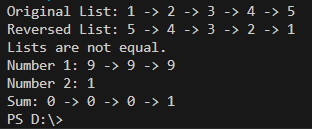 Original List: 1 -> 2 -> 3 -> 4 -> 5
Reversed List: 5 -> 4 -> 3 -> 2 -> 1
Lists are not equal.
Number 1: 9 -> 9 -> 9
Number 2: 1
Sum: 0 -> 0 -> 0 -> 1
PS D:\>